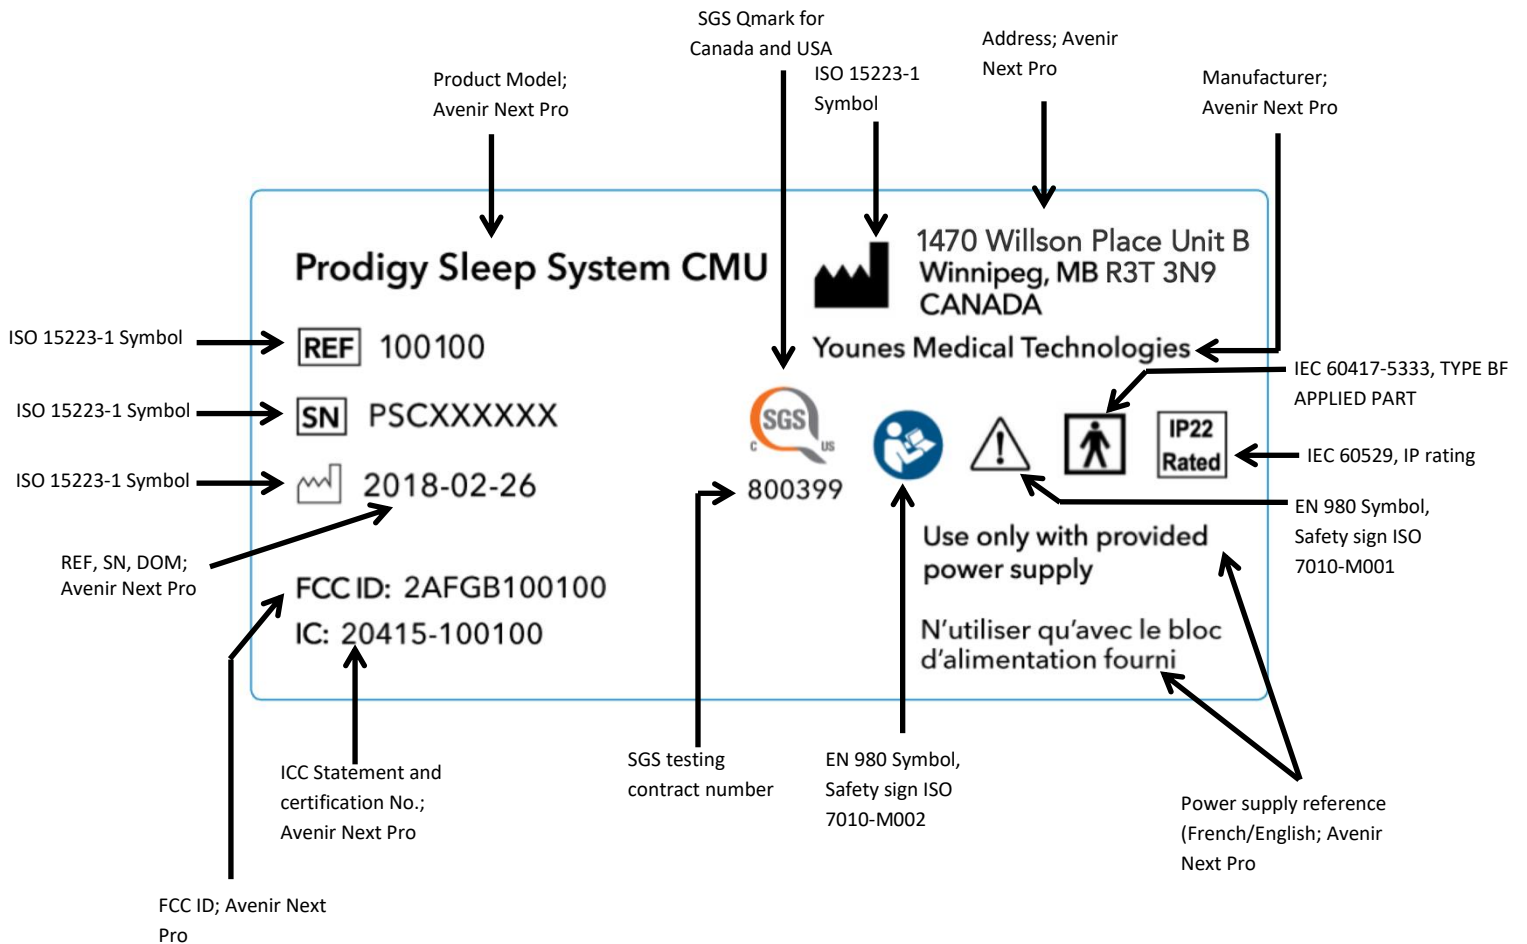 SGS Qmark for
Canada and USA
Address; Avenir
Next Pro
ISO 15223-1
Symbol
Product Model;
Avenir Next Pro
Manufacturer;
Avenir Next Pro
Prodigy Sleep System CMU
1470 Willson Place Unit B
Winnipeg, MB R3T 3N9
CANADA
Younes Medical Technologies
ISO 15223-1 Symbol
REF 100100
ISO 15223-1 Symbol
SN PSCXXXXXX
ISO 15223-1 Symbol
2018-02-26
SGS
C US
800399
IP22
Rated
IEC 60417-5333, TYPE BF
APPLIED PART
IEC 60529, IP rating
EN 980 Symbol,
Safety sign ISO
7010-M001
REF, SN, DOM;
Avenir Next Pro
FCC ID: 2AFGB100100
IC: 20415-100100
Use only with provided
power supply
N'utiliser qu'avec le bloc
d'alimentation fourni
ICC Statement and
certification No.;
Avenir Next Pro
SGS testing
contract number
EN 980 Symbol,
Safety sign ISO
7010-M002
Power supply reference
(French/English; Avenir
Next Pro
FCC ID; Avenir Next
Pro